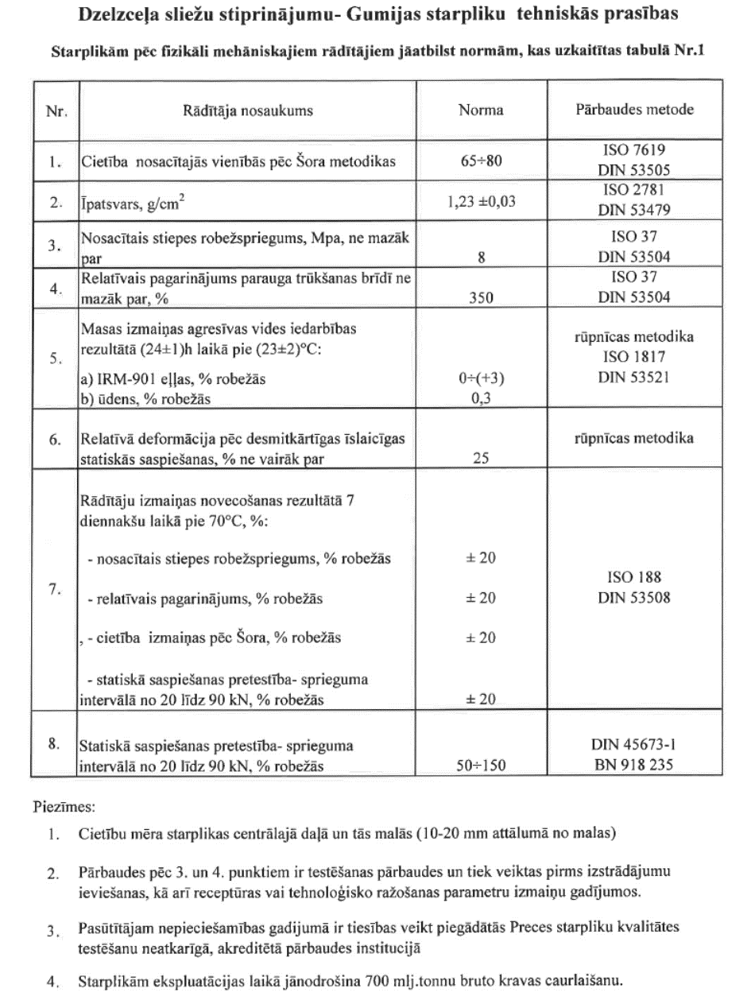 Dzelzceļa sliežu stiprinājumu- Gumijas starpliku tehniskās prasības
Starplikām pēc fizikāli mehāniskajiem rādītājiem jāatbilst normām, kas uzkaitītas tabulā Nr.1
Nr.
Rādītāja nosaukums
Norma
Pārbaudes metode
1.
Cietība nosacītajās vienībās pēc Šora metodikas
65÷80
ISO 7619
DIN 53505
2.
Īpatsvars, g/cm²
1,23 ±0,03
ISO 2781
DIN 53479
3.
Nosacītais stiepes robežspriegums, Mpa, ne mazāk
par
8
ISO 37
DIN 53504
4.
Relatīvais pagarinājums parauga trūkšanas brīdī ne
mazāk par, %
350
ISO 37
DIN 53504
5.
Masas izmaiņas agresīvas vides iedarbības
rezultātā (24±1)h laikā pie (23±2)ºC:
a) IRM-901 eļļas, % robežās
b) ūdens, % robežās
0÷(+3)
0,3
rūpnīcas metodika
ISO 1817
DIN 53521
6.
Relatīvā deformācija pēc desmitkārtīgas īslaicīgas
statiskās saspiešanas, % ne vairāk par
25
rūpnīcas metodika
7.
Rādītāju izmaiņas novecošanas rezultātā 7
diennakšu laikā pie 70ºC, %:
- nosacītais stiepes robežspriegums, % robežās
± 20
- relatīvais pagarinājums, % robežās
± 20
, - cietība izmaiņas pēc Šora, % robežās
± 20
- statiskā saspiešanas pretestība- sprieguma
intervālā no 20 līdz 90 kN, % robežās
± 20
ISO 188
DIN 53508
8.
Statiskā saspiešanas pretestība- sprieguma
intervālā no 20 līdz 90 kN, % robežās
50÷150
DIN 45673-1
BN 918 235
Piezīmes:
1. Cietību mēra starplikas centrālajā daļā un tās malās (10-20 mm attālumā no malas)
2. Pārbaudes pēc 3. un 4. punktiem ir testēšanas pārbaudes un tiek veiktas pirms izstrādājumu
ieviešanas, kā arī receptūras vai tehnoloģisko ražošanas parametru izmaiņu gadījumos.
3. Pasūtītājam nepieciešamības gadijumā ir tiesības veikt piegādātās Preces starpliku kvalitātes
testēšanu neatkarīgā, akreditētā pārbaudes institucijā
4. Starplikām ekspluatācijas laikā jānodrošina 700 mlj.tonnu bruto kravas caurlaišanu.